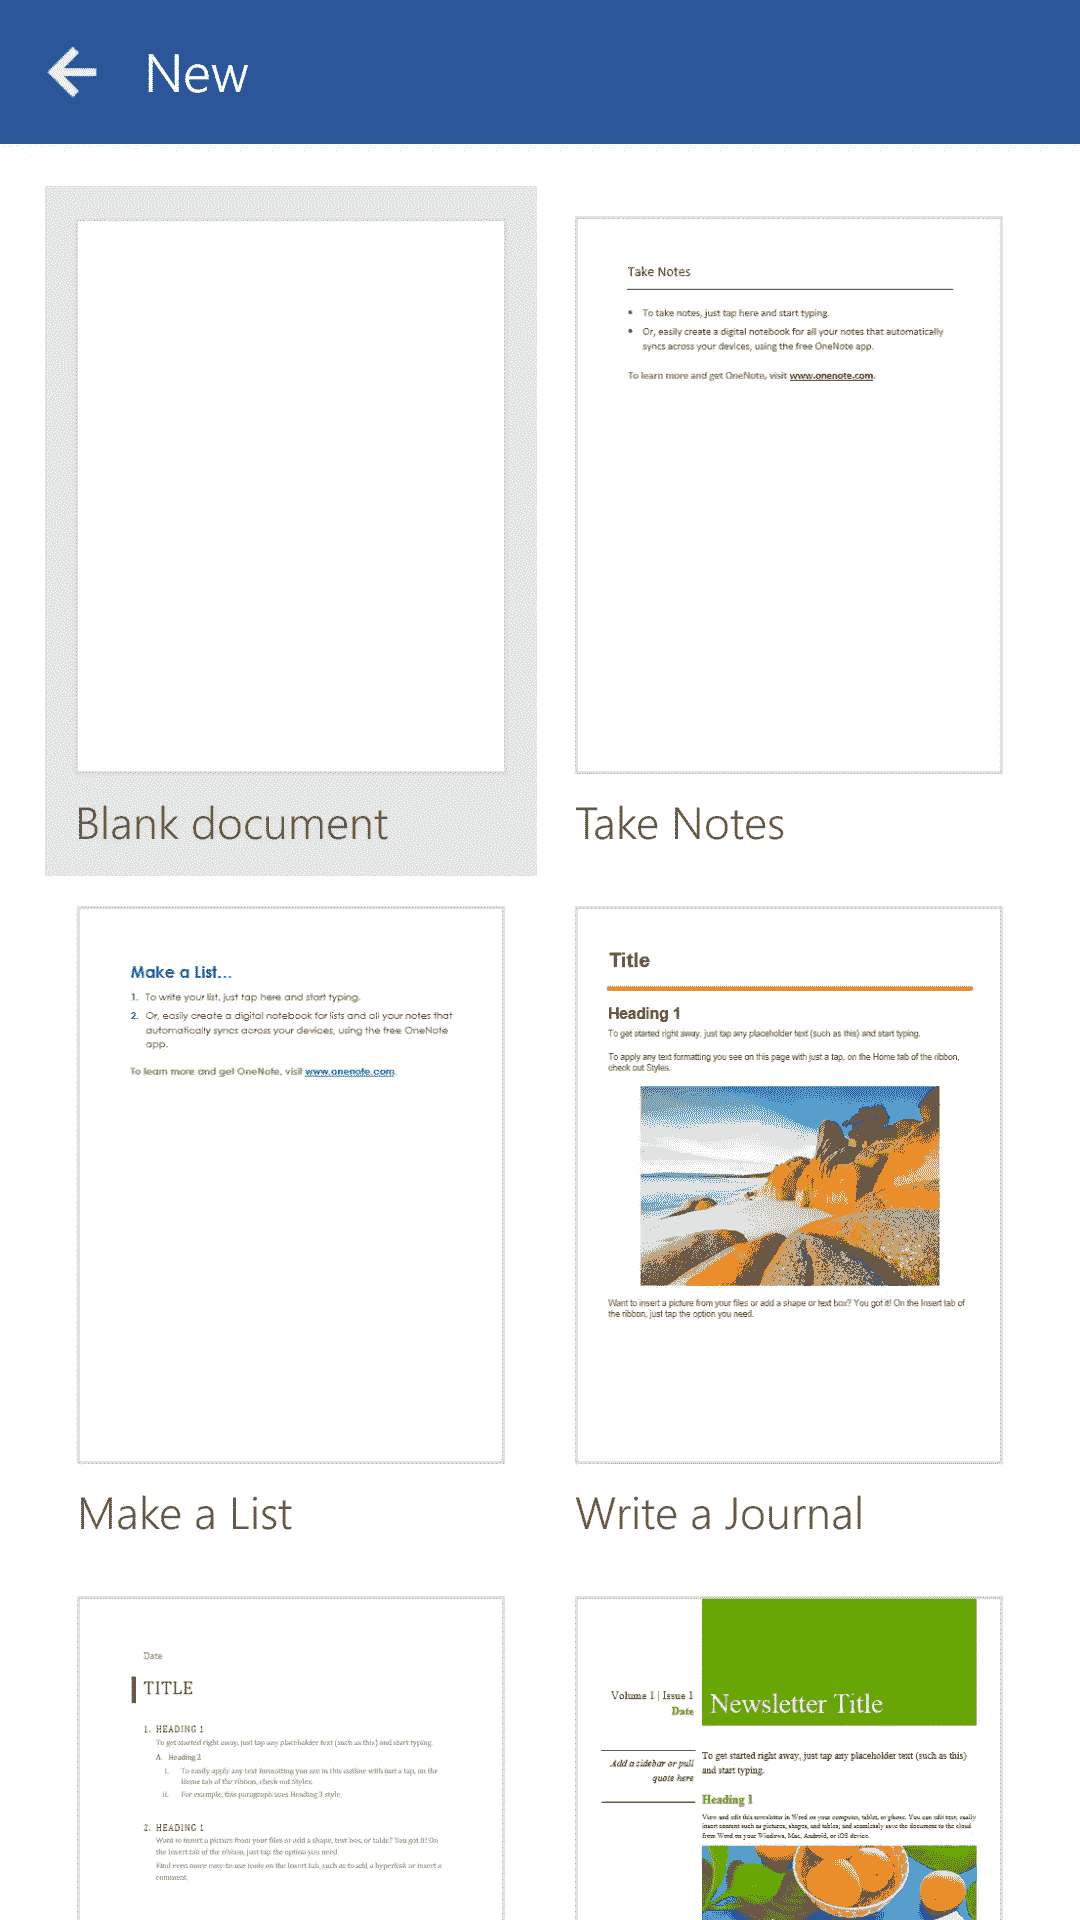 New
Take Notes
• To take notes, just tap here and start typing.
• Or, easily create a digital notebook for all your notes that automatically
syncs across your devices, using the free OneNote app.
To learn more and get OneNote, visit www.onenote.com.
Blank document
Take Notes
Make a List...
1. To write your list, just tap here and start typing.
2. Or, easily create a digital notebook for lists and all your notes that
automatically syncs across your devices, using the free OneNote
app.
To learn more and get OneNote, visit www.onenote.com.
Title
Heading 1
To get started right away, just tap any placeholder text (such as this) and start typing.
To apply any text formatting you see on this page with just a tap, on the Home tab of the ribbon,
check out Styles.
Want to insert a picture from your files or add a shape or text box? You got it! On the Insert tab of
the ribbon, just tap the option you need.
Make a List
Write a Journal
Date
TITLE
1. HEADING 1
To get started right away, just tap any placeholder text (such as this) and start typing.
A. Heading 2
i. To easily apply any text formatting you see in this outline with just a tap, on the
Home tab of the ribbon, check out Styles.
ii. For example, this paragraph uses Heading 3 style.
2. HEADING 1
Want to insert a picture from your files or add a shape, text box, or table? You got it! On
the Insert tab of the ribbon, just tap the option you need.
Find even more easy-to-use tools on the Insert tab, such as to add a hyperlink or insert a
comment.
Volume 1 | Issue 1
Date
Newsletter Title
Add a sidebar or pull
quote here
To get started right away, just tap any placeholder text (such as this)
and start typing.
Heading 1
View and edit this newsletter in Word on your computer, tablet, or phone. You can edit text, easily
insert content such as pictures, shapes, and tables; and seamlessly save the document to the cloud
from Word on your Windows, Mac, Android, or iOS device.